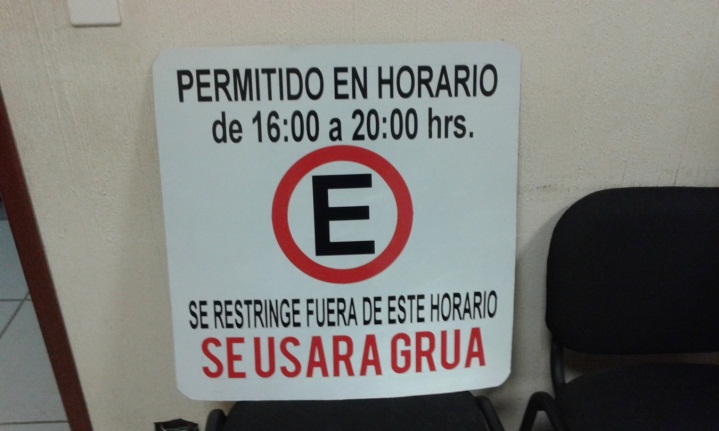 PERMITIDO EN HORARIO
de 16:00 a 20:00 hrs.
E
SE RESTRINGE FUERA DE ESTE HORARIO
SE USARA GRUA